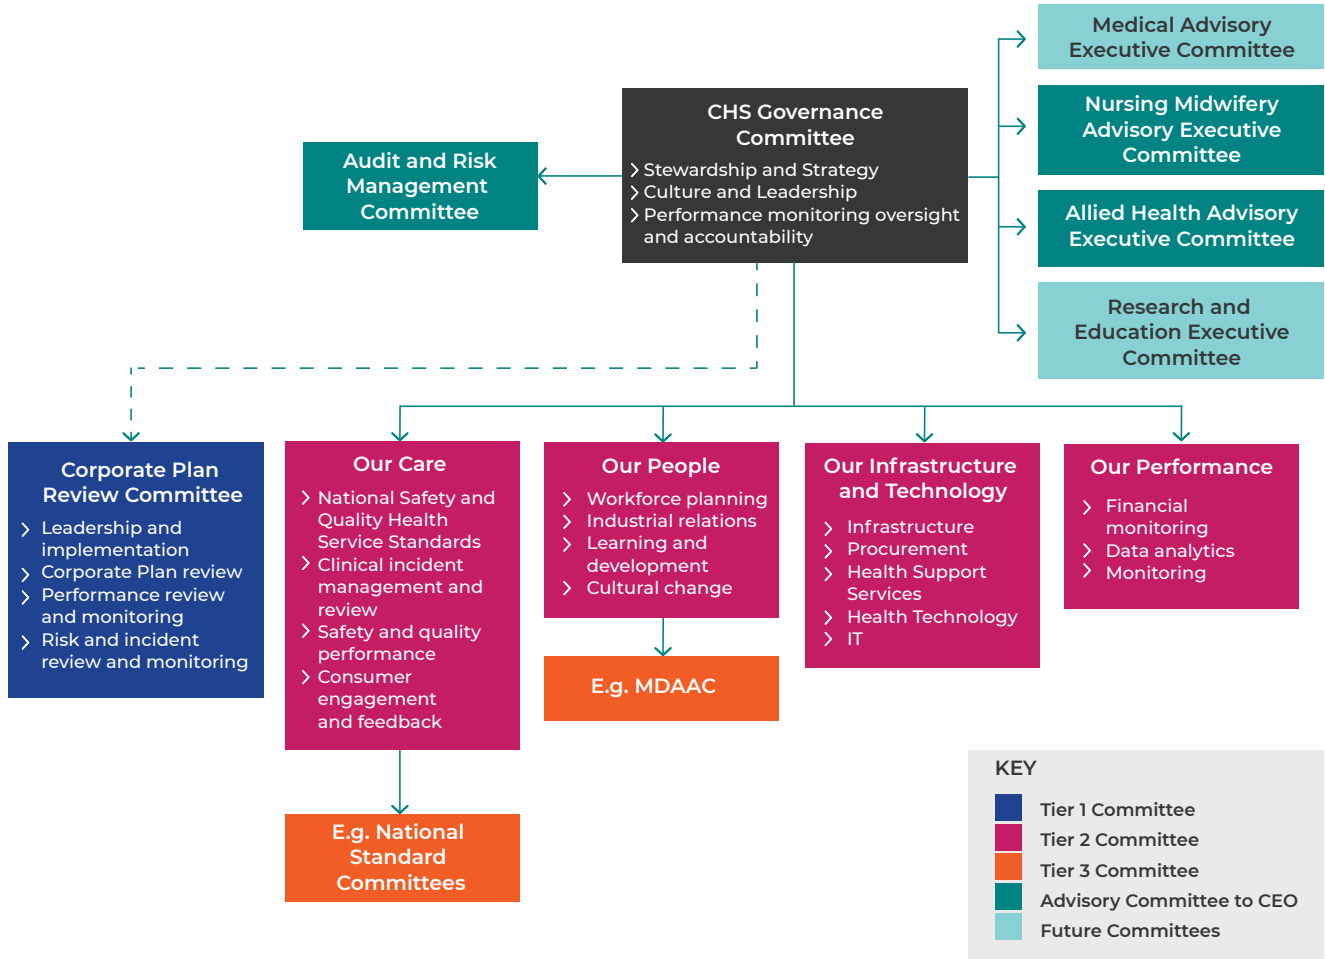 Medical Advisory
Executive Committee
CHS Governance
Committee
Stewardship and Strategy
Culture and Leadership
Performance monitoring oversight
and accountability
Nursing Midwifery
Advisory Executive
Committee
Audit and Risk
Management
Committee
Allied Health Advisory
Executive Committee
Research and
Education Executive
Committee
Corporate Plan
Review Committee
Leadership and
implementation
Corporate Plan review
Performance review
and monitoring
Risk and incident
review and monitoring
Our Care
National Safety and
Quality Health
Service Standards
Clinical incident
management and
review
Safety and quality
performance
Consumer
engagement
and feedback
Our People
Workforce planning
Industrial relations
Learning and
development
Cultural change
Our Infrastructure
and Technology
Infrastructure
Procurement
Health Support
Services
Health Technology
IT
Our Performance
Financial
monitoring
Data analytics
Monitoring
E.g. MDAAC
E.g. National
Standard
Committees
KEY
Tier 1 Committee
Tier 2 Committee
Tier 3 Committee
Advisory Committee to CEO
Future Committees